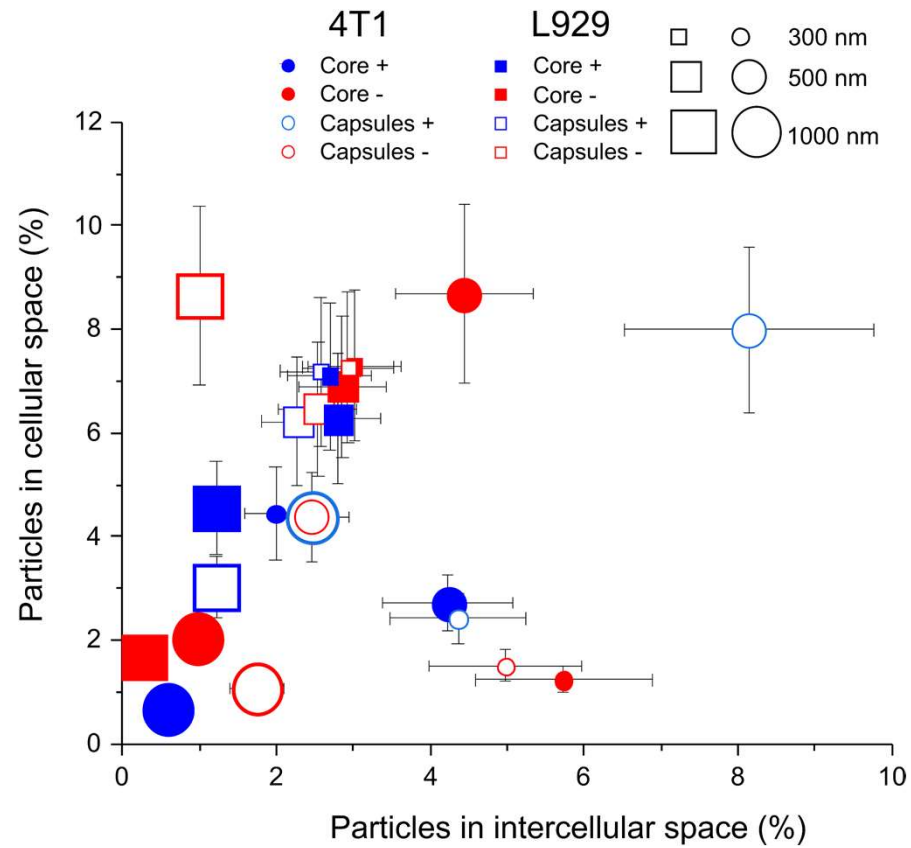 4T1 L929
Core + Core + 300 nm
Core - Core - 500 nm
Capsules + Capsules + 1000 nm
Capsules - Capsules -
12
10
8
6
4
2
0
0 2 4 6 8 10
Particles in cellular space (%)
Particles in intercellular space (%)